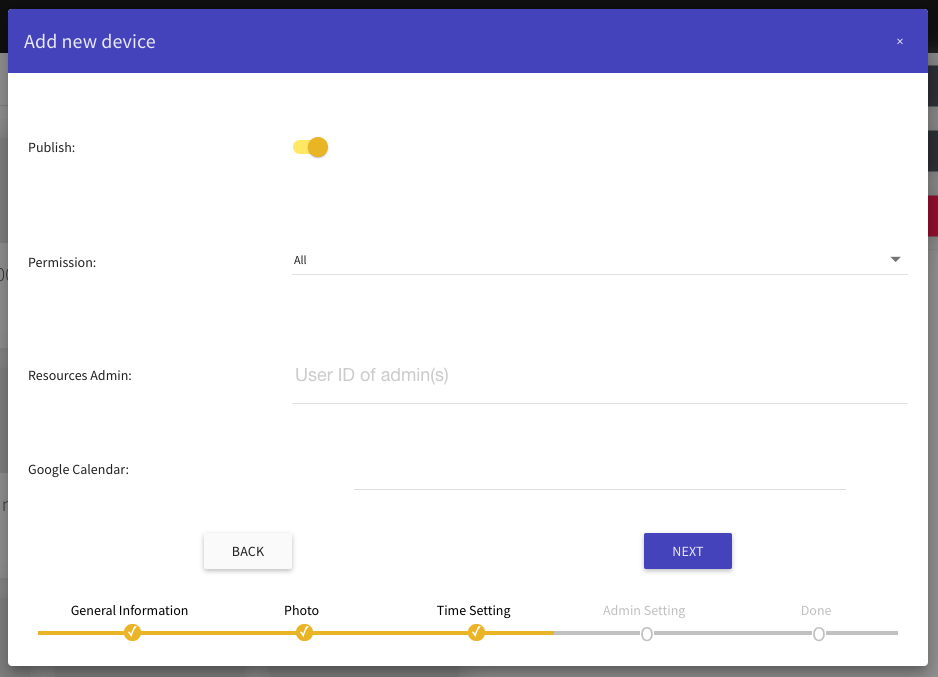 Add new device ×
Publish:
Permission: All
Resources Admin: User ID of admin(s)
Google Calendar:
BACK NEXT
General Information Photo Time Setting Admin Setting Done